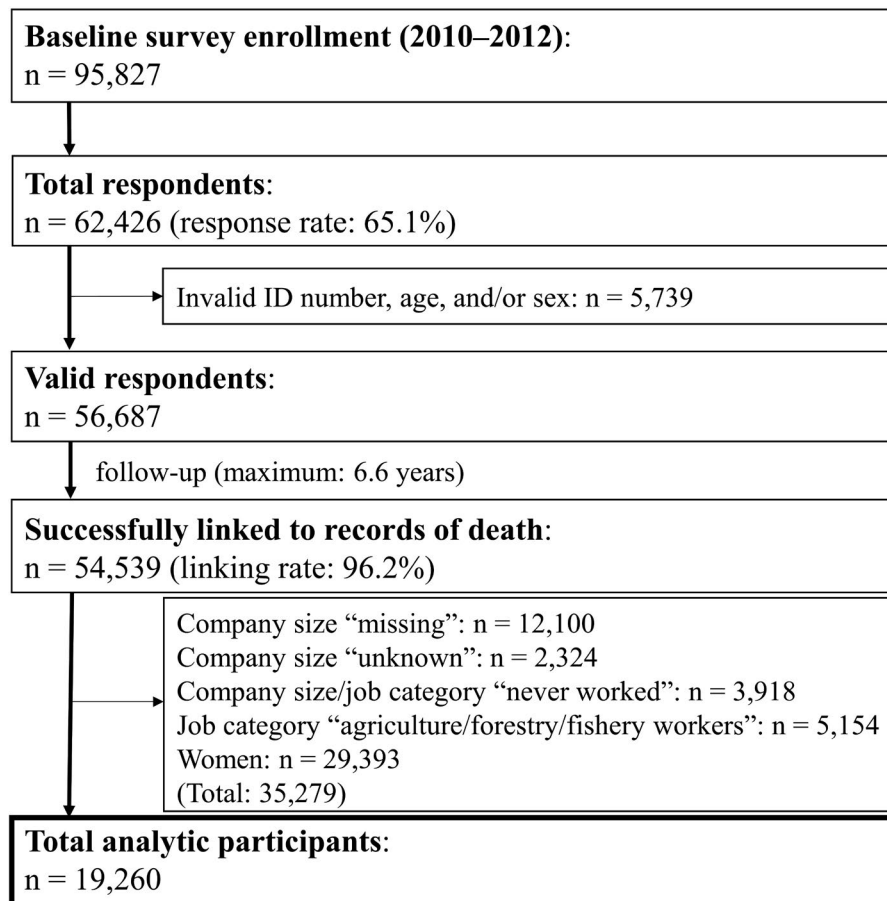 Baseline survey enrollment (2010–2012):
n = 95,827
Total respondents:
n = 62,426 (response rate: 65.1%)
Invalid ID number, age, and/or sex: n = 5,739
Valid respondents:
n = 56,687
follow-up (maximum: 6.6 years)
Successfully linked to records of death:
n = 54,539 (linking rate: 96.2%)
Company size “missing”: n = 12,100
Company size “unknown”: n = 2,324
Company size/job category “never worked”: n = 3,918
Job category “agriculture/forestry/fishery workers”: n = 5,154
Women: n = 29,393
(Total: 35,279)
Total analytic participants:
n = 19,260